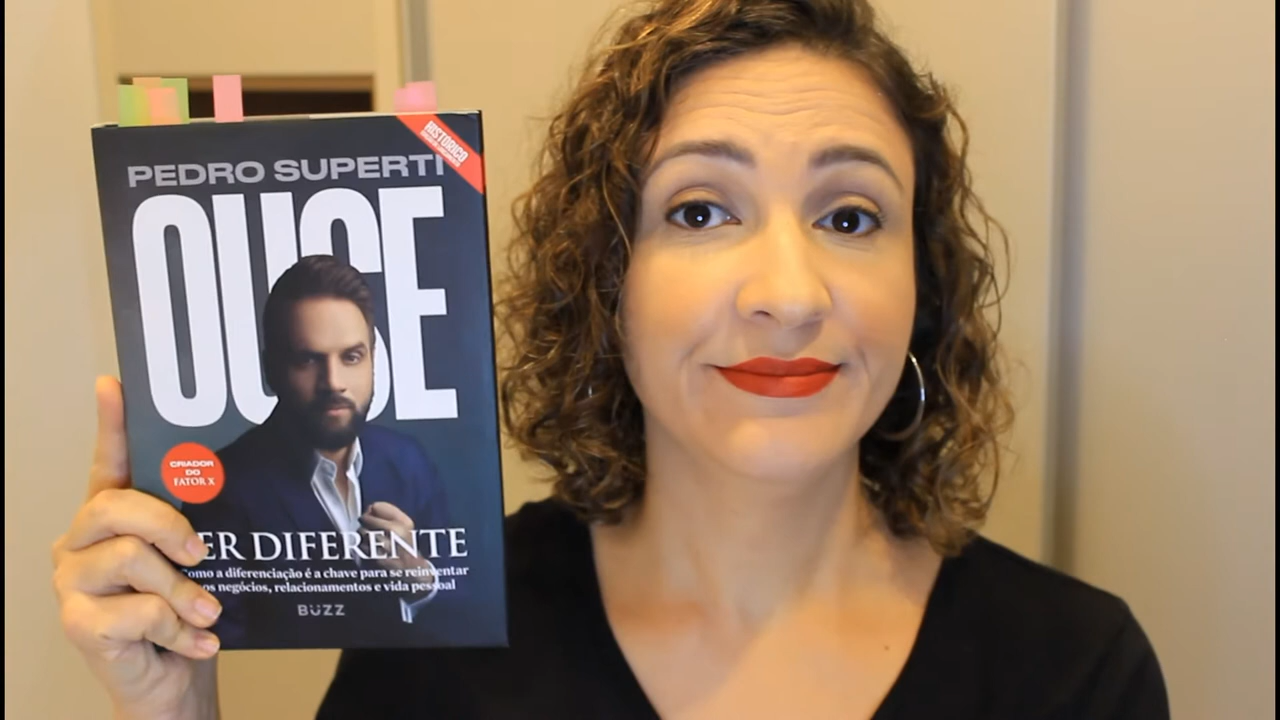 HISTÓRICO
PEDRO SUPERTI
OUSE
CRIADOR
DO
FATOR X
ER DIFERENTE
Como a diferenciação é a chave para se reinventar
os negócios, relacionamentos e vida pessoal
BUZZ